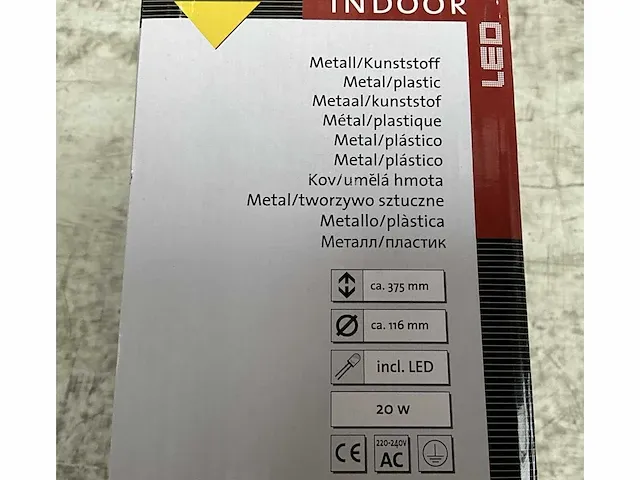 INDOOR
LED
Metall/Kunststoff
Metal/plastic
Metaal/kunststof
Métal/plastique
Metal/plástico
Metal/plástico
Kov/umělá hmota
Metal/tworzywo sztuczne
Metallo/plàstica
Металл/пластик
ca. 375 mm
ca. 116 mm
incl. LED
20 W
CE
220-240V
AC